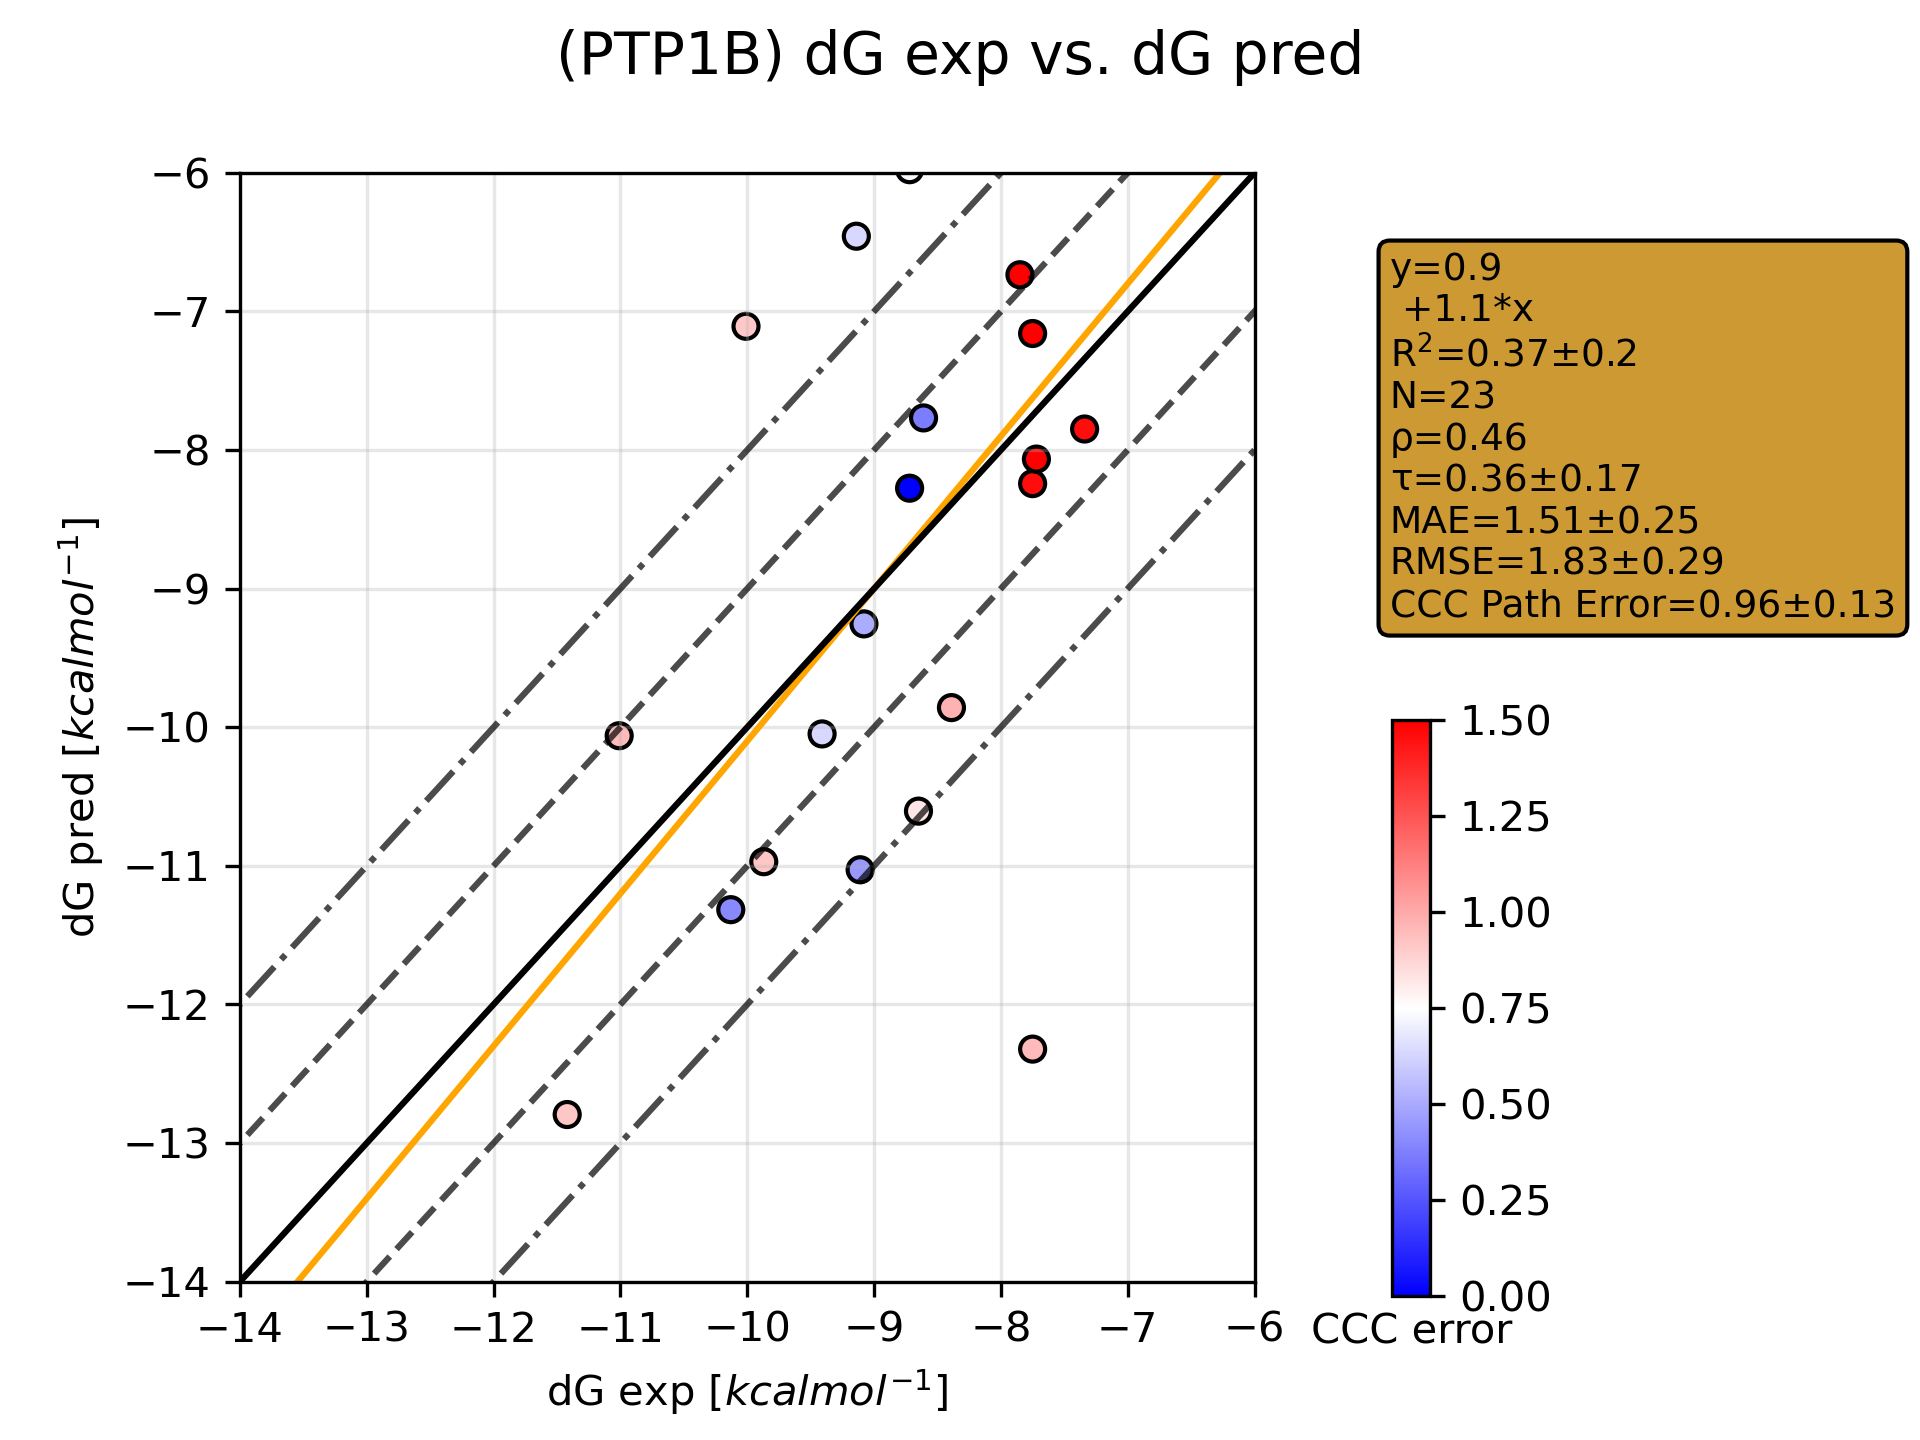 (PTP1B) dG exp vs. dG pred
−6
−7
−8
−9
−10
−11
−12
−13
−14
dG pred [kcalmol⁻¹]
−14 −13 −12 −11 −10 −9 −8 −7 −6
dG exp [kcalmol⁻¹]
y=0.9
+1.1*x
R²=0.37±0.2
N=23
ρ=0.46
τ=0.36±0.17
MAE=1.51±0.25
RMSE=1.83±0.29
CCC Path Error=0.96±0.13
1.50
1.25
1.00
0.75
0.50
0.25
0.00
CCC error